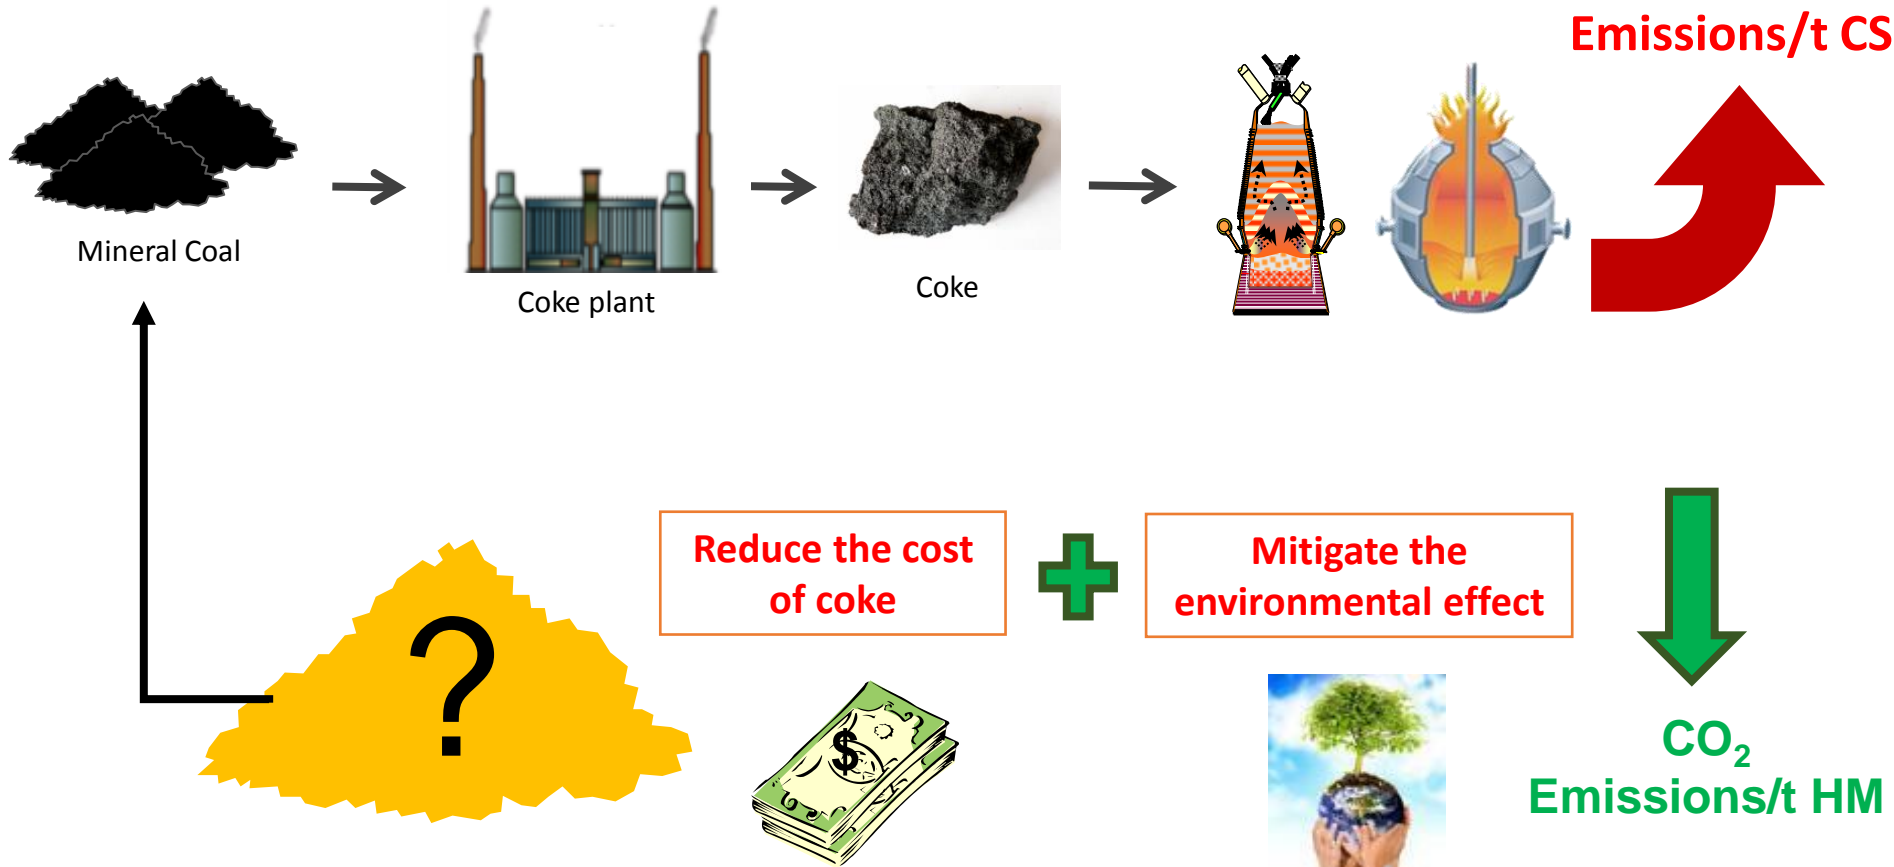 Emissions/t CS
Mineral Coal
Coke plant
Coke
Reduce the cost
of coke
Mitigate the
environmental effect
?
$
CO₂
Emissions/t HM